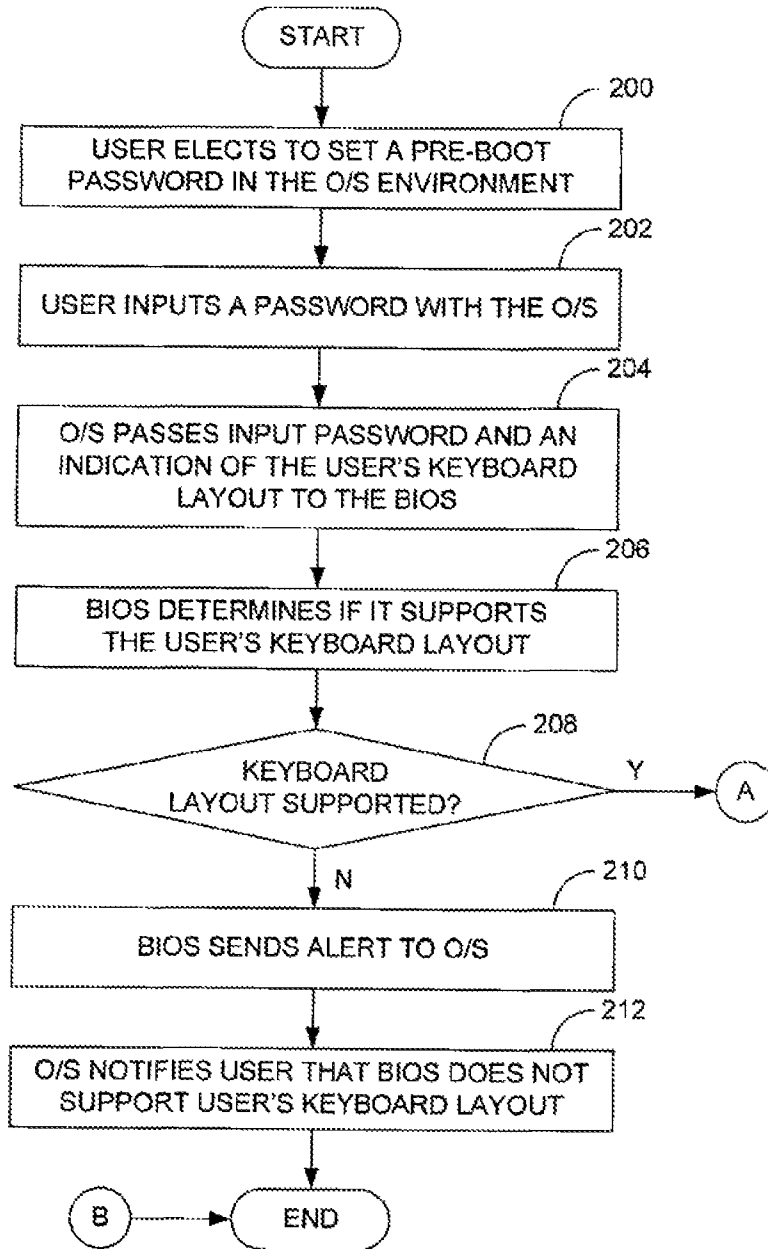 START
200
USER ELECTS TO SET A PRE-BOOT
PASSWORD IN THE O/S ENVIRONMENT
202
USER INPUTS A PASSWORD WITH THE O/S
204
O/S PASSES INPUT PASSWORD AND AN
INDICATION OF THE USER'S KEYBOARD
LAYOUT TO THE BIOS
206
BIOS DETERMINES IF IT SUPPORTS
THE USER'S KEYBOARD LAYOUT
208
KEYBOARD
LAYOUT SUPPORTED?
Y
A
N
210
BIOS SENDS ALERT TO O/S
212
O/S NOTIFIES USER THAT BIOS DOES NOT
SUPPORT USER'S KEYBOARD LAYOUT
B
END